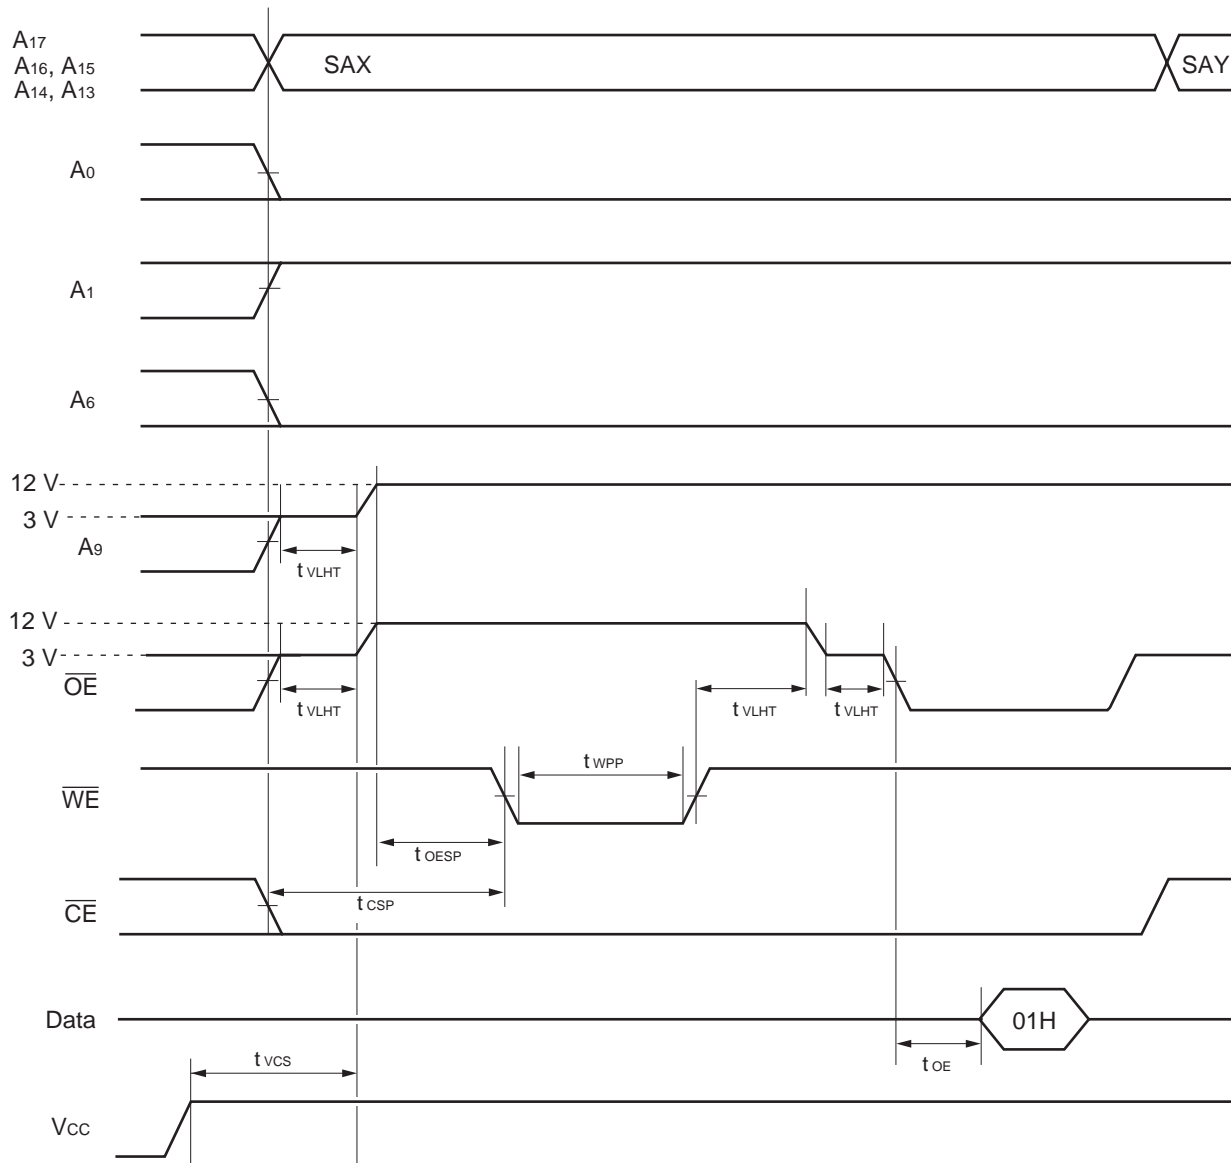 A17
A16, A15
A14, A13
SAX
SAY
A0
A1
A6
12 V
3 V
A9
t VLHT
12 V
3 V
OE
t VLHT
t VLHT
t VLHT
t WPP
WE
t OESP
t CSP
CE
Data
01H
t OE
t VCS
VCC